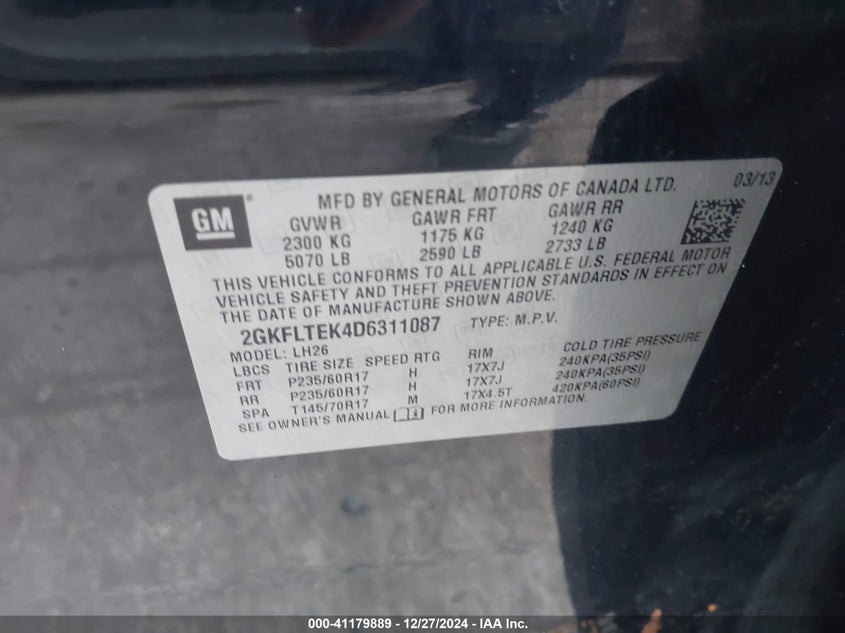 GM
MFD BY GENERAL MOTORS OF CANADA LTD. 03/13
GVWR GAWR FRT GAWR RR
2300 KG 1175 KG 1240 KG
5070 LB 2590 LB 2733 LB
THIS VEHICLE CONFORMS TO ALL APPLICABLE U.S. FEDERAL MOTOR
VEHICLE SAFETY AND THEFT PREVENTION STANDARDS IN EFFECT ON
THE DATE OF MANUFACTURE SHOWN ABOVE.
2GKFLTEK4D6311087 TYPE: M.P.V.
MODEL: LH26
LBCS TIRE SIZE SPEED RTG RIM COLD TIRE PRESSURE
FRT P235/60R17 H 17X7J 240KPA(35PSI)
RR P235/60R17 H 17X7J 240KPA(35PSI)
SPA T145/70R17 M 17X4.5T 420KPA(60PSI)
SEE OWNER'S MANUAL FOR MORE INFORMATION.
000-41179889 - 12/27/2024 - IAA Inc.